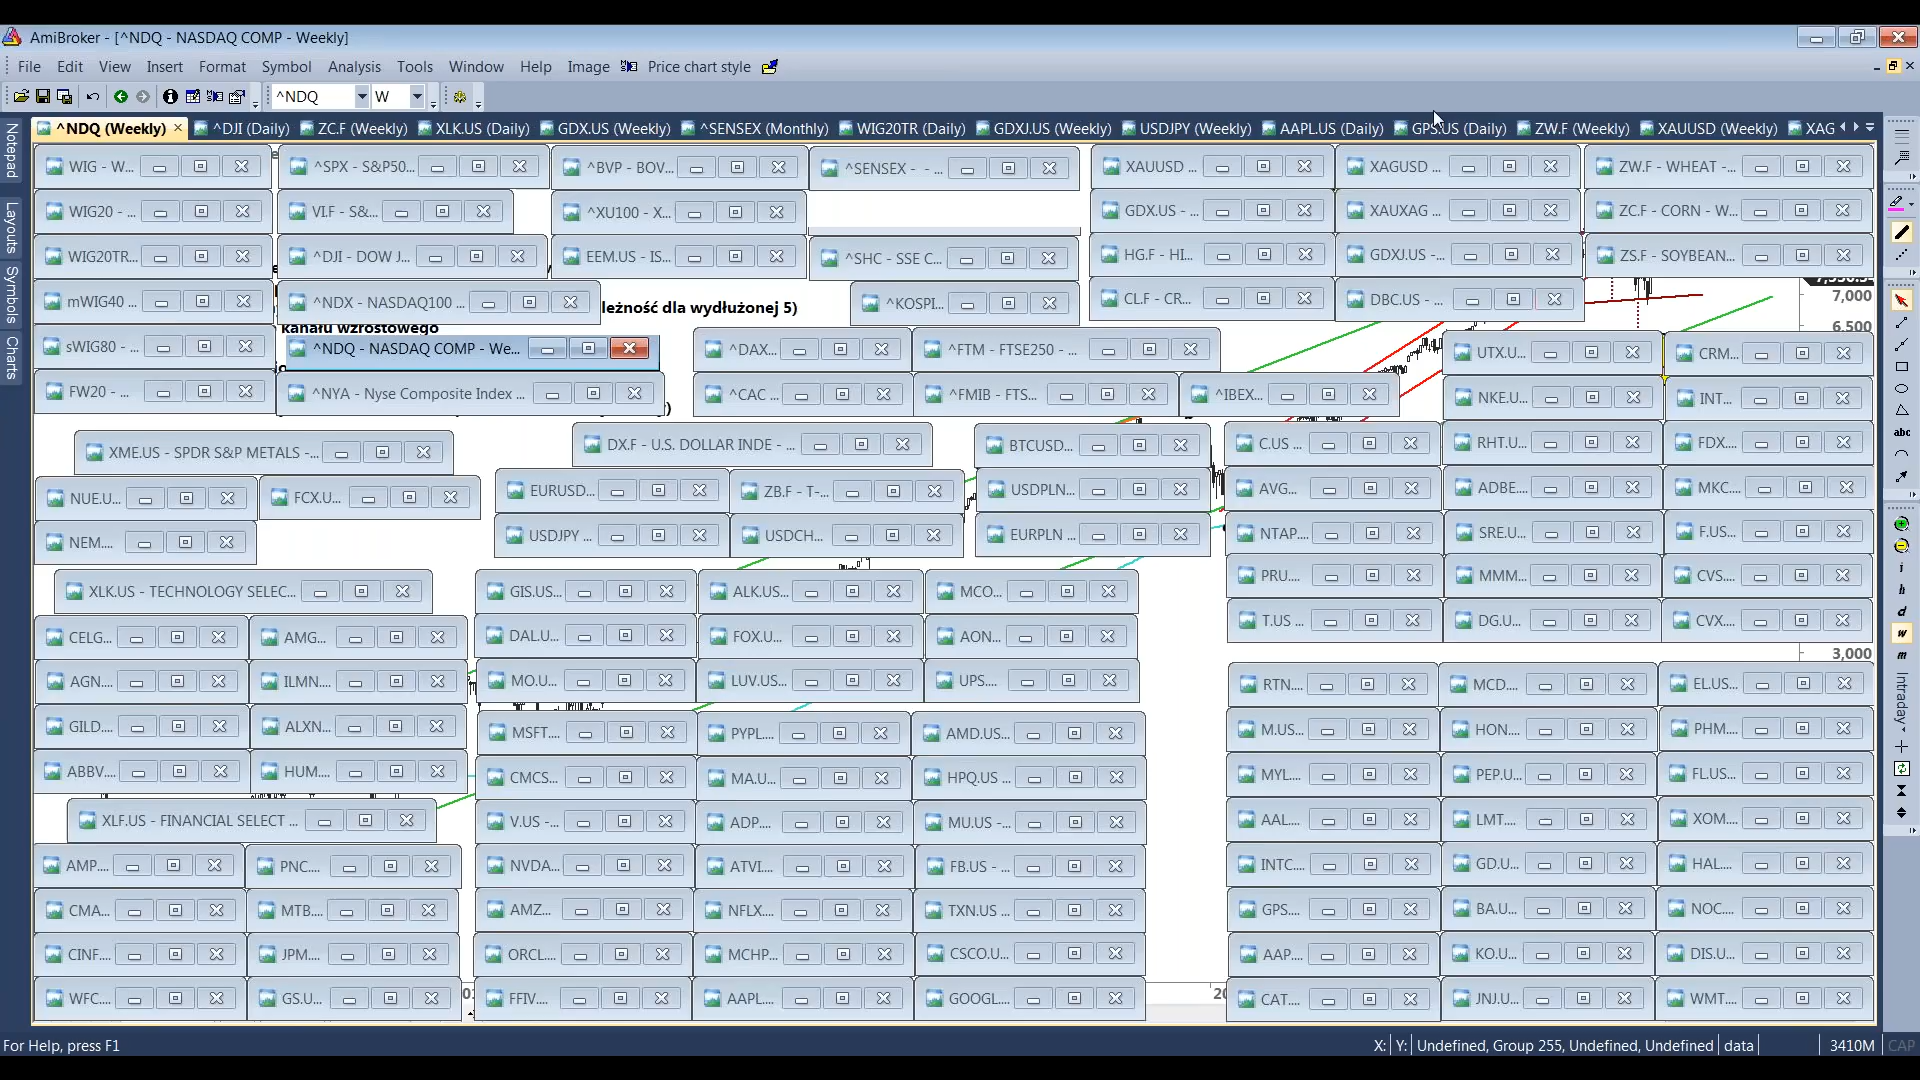 AmiBroker - [^NDQ - NASDAQ COMP - Weekly]
File Edit View Insert Format Symbol Analysis Tools Window Help Image Price chart style
^NDQ W
^NDQ (Weekly) ^DJI (Daily) ZC.F (Weekly) XLK.US (Daily) GDX.US (Weekly) ^SENSEX (Monthly) WIG20TR (Daily) GDXJ.US (Weekly) USDJPY (Weekly) AAPL.US (Daily) GPS.US (Daily) ZW.F (Weekly) XAUUSD (Weekly) XAG
Notepad
Layouts
Symbols
Charts
WIG - W... ^SPX - S&P50... ^BVP - BOV... ^SENSEX - - ... XAUUSD ... XAGUSD ... ZW.F - WHEAT -...
WIG20 - ... VI.F - S&... ^XU100 - X... GDX.US - ... XAUXAG ... ZC.F - CORN - W...
WIG20TR... ^DJI - DOW J... EEM.US - IS... ^SHC - SSE C... HG.F - HI... GDXJ.US -... ZS.F - SOYBEAN...
mWIG40 ... ^NDX - NASDAQ100 ... leżność dla wydłużonej 5) ^KOSPI... CL.F - CR... DBC.US - ... 7,000
kanału wzrostowego 6,500
sWIG80 - ... ^NDQ - NASDAQ COMP - We... ^DAX... ^FTM - FTSE250 - ... UTX.U... CRM...
FW20 - ... ^NYA - Nyse Composite Index ... ^CAC ... ^FMIB - FTS... ^IBEX... NKE.U... INT...
XME.US - SPDR S&P METALS -... DX.F - U.S. DOLLAR INDE - ... BTCUSD... C.US ... RHT.U... FDX...
NUE.U... FCX.U... EURUSD... ZB.F - T-... USDPLN... AVG... ADBE... MKC...
NEM.... USDJPY ... USDCH... EURPLN ... NTAP... SRE.U... F.US...
XLK.US - TECHNOLOGY SELEC... GIS.US... ALK.US... MCO... PRU.... MMM... CVS...
CELG... AMG... DAL.U... FOX.U... AON... T.US ... DG.U... CVX...
3,000
AGN... ILMN.... MO.U... LUV.US... UPS.... RTN.... MCD.... EL.US...
GILD.... ALXN... MSFT.... PYPL... AMD.US... M.US... HON.... PHM...
ABBV.... HUM.... CMCS... MA.U... HPQ.US ... MYL... PEP.U... FL.US...
XLF.US - FINANCIAL SELECT ... V.US -... ADP.... MU.US -... AAL... LMT.... XOM...
AMP.... PNC.... NVDA... ATVI... FB.US - ... INTC... GD.U... HAL...
CMA... MTB.... AMZ... NFLX... TXN.US ... GPS.... BA.U... NOC...
CINF... JPM.... ORCL... MCHP... CSCO.U... AAP.... KO.U... DIS.U...
WFC... GS.U... FFIV... AAPL... GOOGL... CAT.... JNJ.U... WMT....
abc
i
h
d
w
m
Intraday
For Help, press F1 X: Y: Undefined, Group 255, Undefined, Undefined, Undefined data 3410M CAP